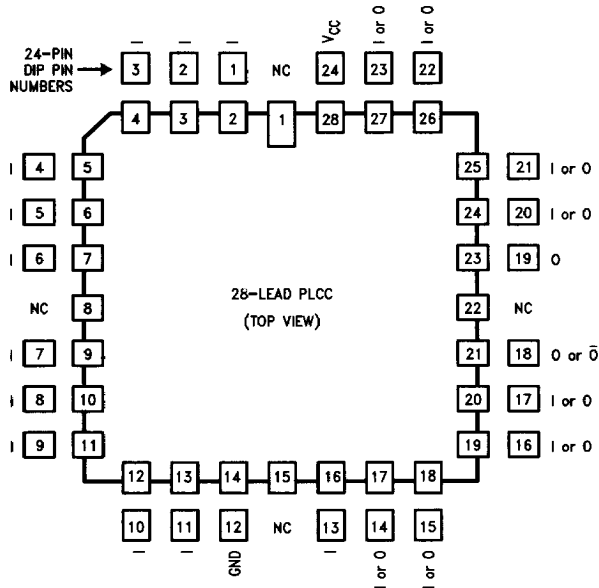 I I I VCC I or O I or O
24-PIN
DIP PIN
NUMBERS
3 2 1 NC 24 23 22
4 3 2 1 28 27 26
I 4 5 25 21 I or O
I 5 6 24 20 I or O
I 6 7 23 19 O
NC 8 22 NC
28-LEAD PLCC
(TOP VIEW)
I 7 9 21 18 O or O̅
8 10 20 17 I or O
I 9 11 19 16 I or O
12 13 14 15 16 17 18
10 11 12 NC 13 14 15
I I GND I I or O I or O